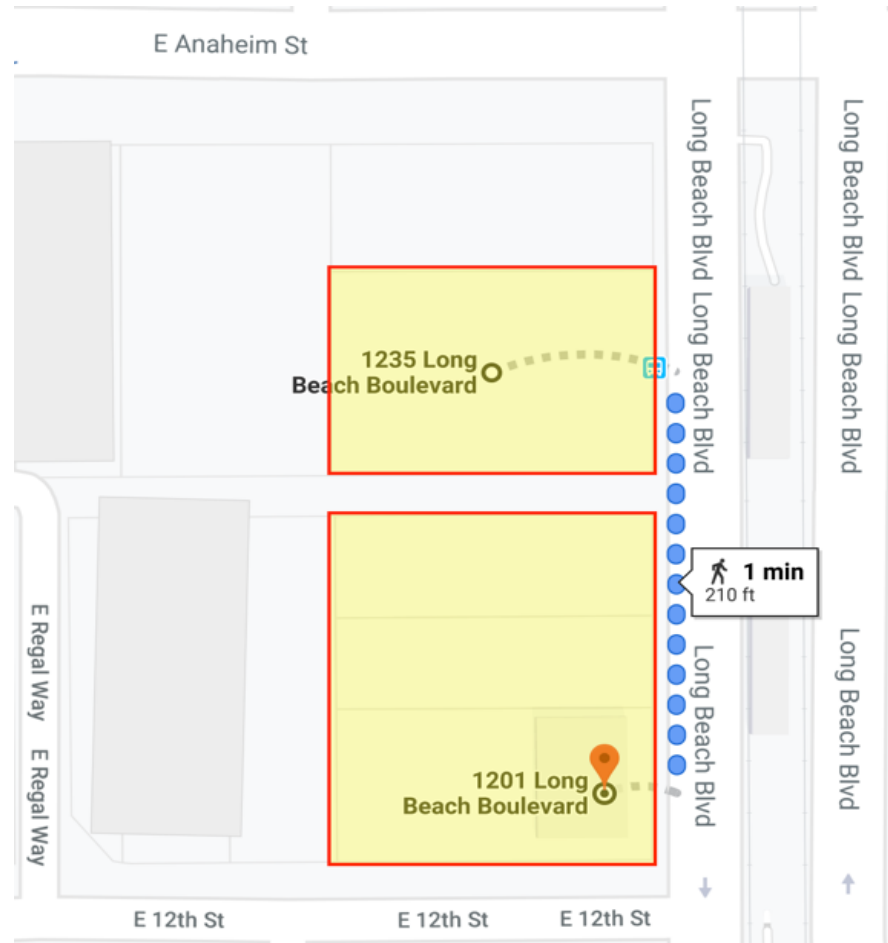 E Anaheim St
Long Beach Blvd
Long Beach Blvd
Long Beach Blvd
Long Beach Blvd
1235 Long
Beach Boulevard
1 min
210 ft
E Regal Way
Long Beach Blvd
Long Beach Blvd
E Regal Way
1201 Long
Beach Boulevard
E 12th St
E 12th St
E 12th St